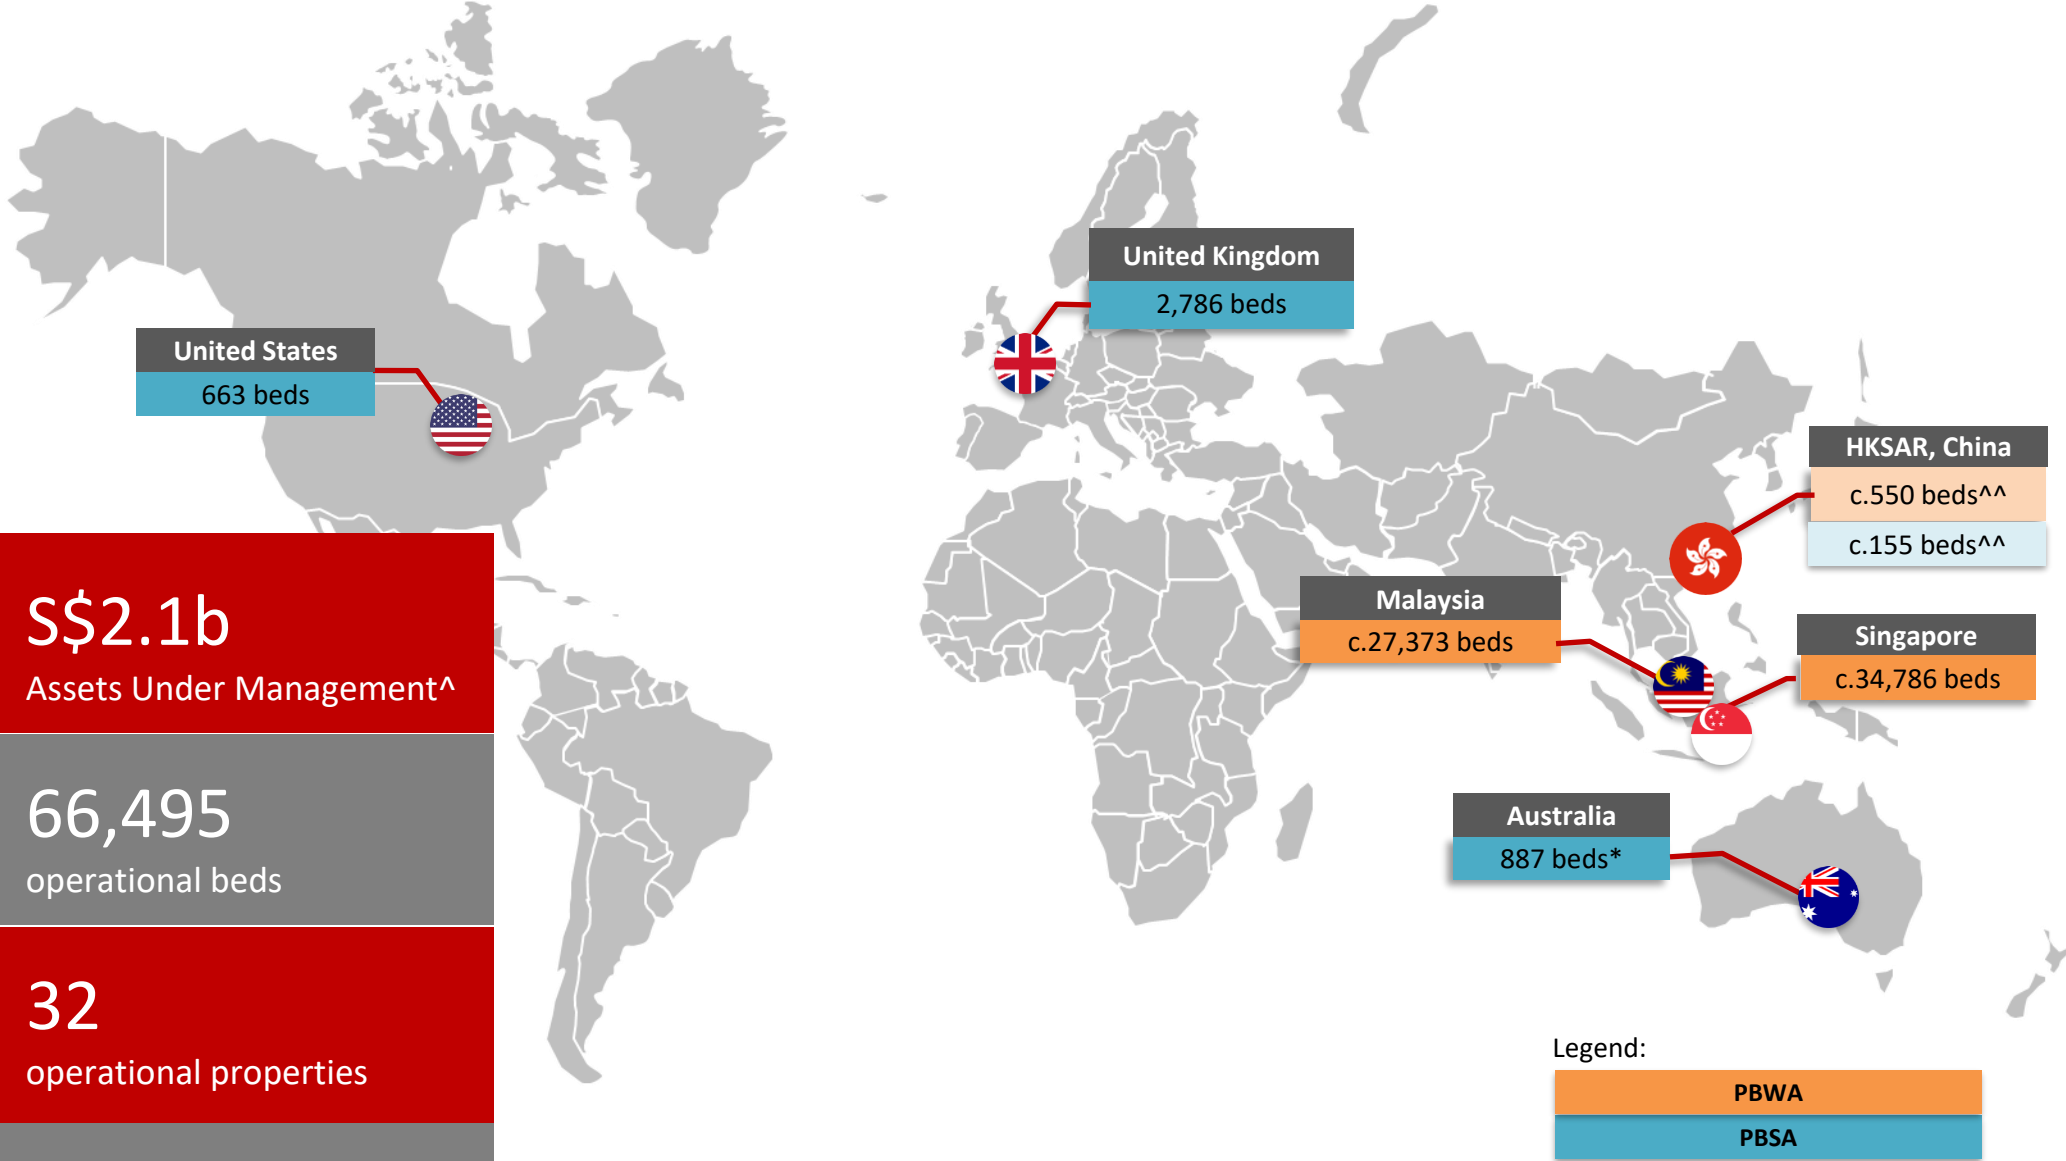 United Kingdom
2,786 beds
United States
663 beds
HKSAR, China
c.550 beds^^
c.155 beds^^
Malaysia
c.27,373 beds
Singapore
c.34,786 beds
Australia
887 beds*
S$2.1b
Assets Under Management^
66,495
operational beds
32
operational properties
Legend:
PBWA
PBSA